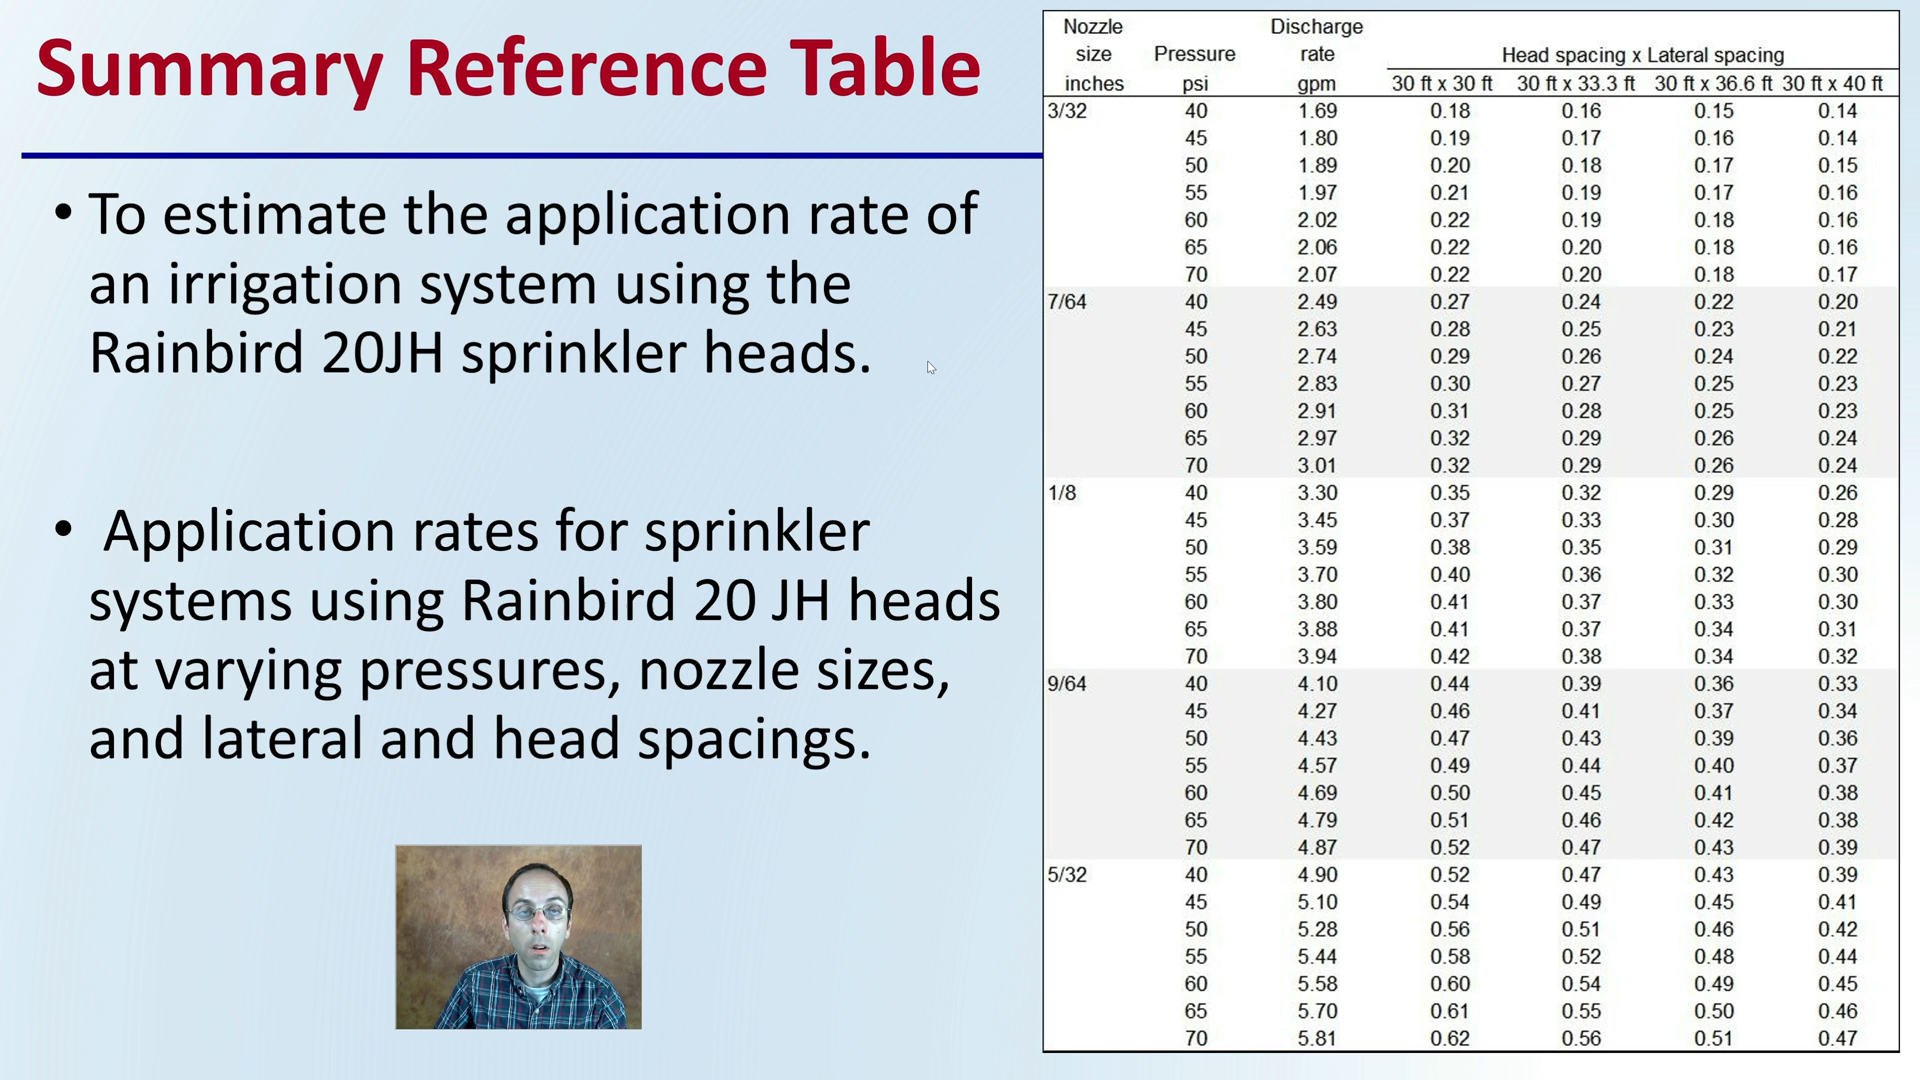 Summary Reference Table
• To estimate the application rate of
an irrigation system using the
Rainbird 20JH sprinkler heads.
• Application rates for sprinkler
systems using Rainbird 20 JH heads
at varying pressures, nozzle sizes,
and lateral and head spacings.
Nozzle Discharge
size Pressure rate Head spacing x Lateral spacing
inches psi gpm 30 ft x 30 ft 30 ft x 33.3 ft 30 ft x 36.6 ft 30 ft x 40 ft
3/32 40 1.69 0.18 0.16 0.15 0.14
45 1.80 0.19 0.17 0.16 0.14
50 1.89 0.20 0.18 0.17 0.15
55 1.97 0.21 0.19 0.17 0.16
60 2.02 0.22 0.19 0.18 0.16
65 2.06 0.22 0.20 0.18 0.16
70 2.07 0.22 0.20 0.18 0.17
7/64 40 2.49 0.27 0.24 0.22 0.20
45 2.63 0.28 0.25 0.23 0.21
50 2.74 0.29 0.26 0.24 0.22
55 2.83 0.30 0.27 0.25 0.23
60 2.91 0.31 0.28 0.25 0.23
65 2.97 0.32 0.29 0.26 0.24
70 3.01 0.32 0.29 0.26 0.24
1/8 40 3.30 0.35 0.32 0.29 0.26
45 3.45 0.37 0.33 0.30 0.28
50 3.59 0.38 0.35 0.31 0.29
55 3.70 0.40 0.36 0.32 0.30
60 3.80 0.41 0.37 0.33 0.30
65 3.88 0.41 0.37 0.34 0.31
70 3.94 0.42 0.38 0.34 0.32
9/64 40 4.10 0.44 0.39 0.36 0.33
45 4.27 0.46 0.41 0.37 0.34
50 4.43 0.47 0.43 0.39 0.36
55 4.57 0.49 0.44 0.40 0.37
60 4.69 0.50 0.45 0.41 0.38
65 4.79 0.51 0.46 0.42 0.38
70 4.87 0.52 0.47 0.43 0.39
5/32 40 4.90 0.52 0.47 0.43 0.39
45 5.10 0.54 0.49 0.45 0.41
50 5.28 0.56 0.51 0.46 0.42
55 5.44 0.58 0.52 0.48 0.44
60 5.58 0.60 0.54 0.49 0.45
65 5.70 0.61 0.55 0.50 0.46
70 5.81 0.62 0.56 0.51 0.47